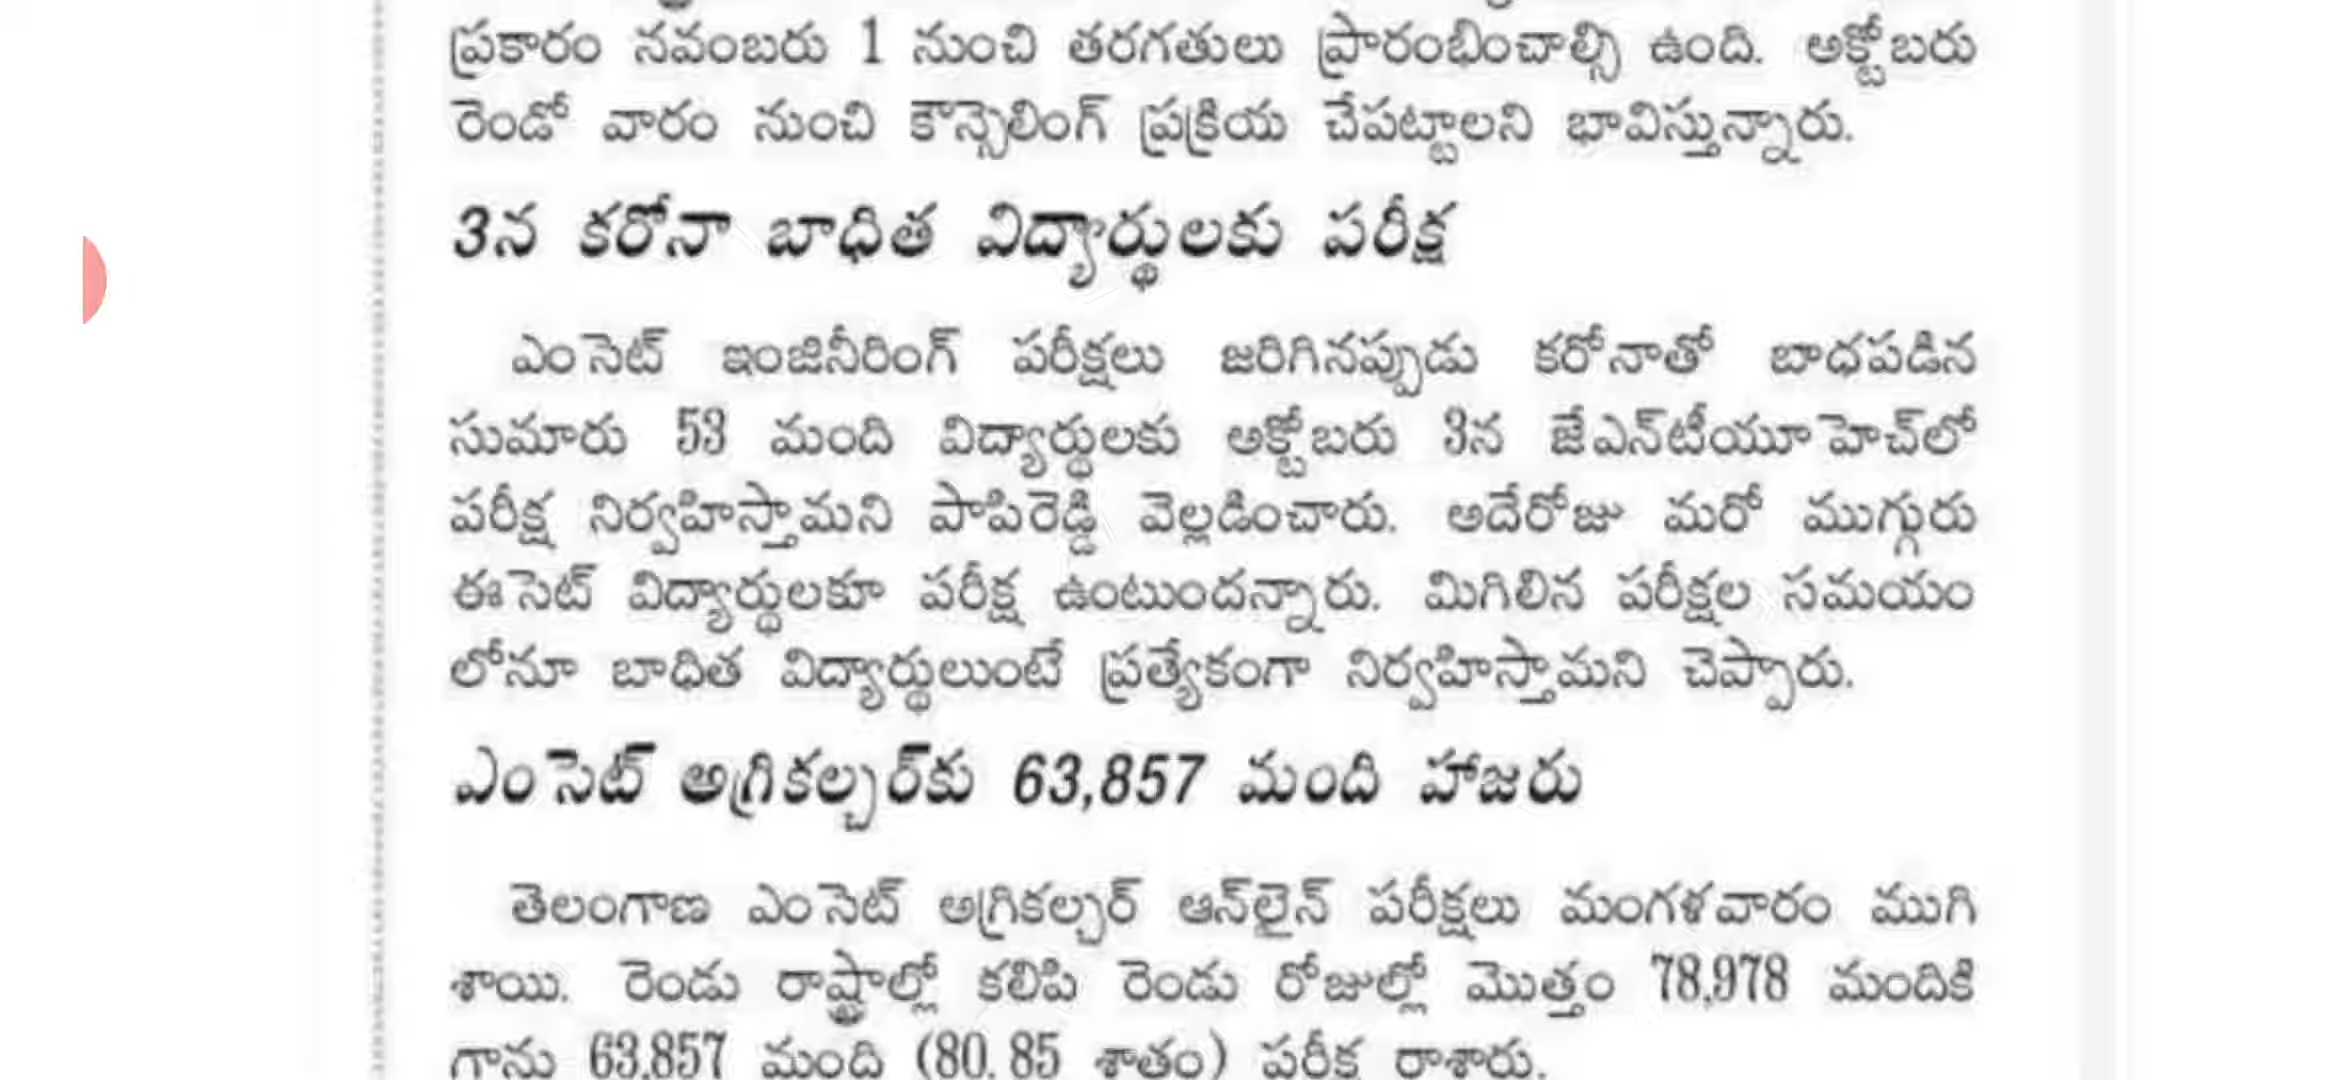 ప్రకారం నవంబరు 1 నుంచి తరగతులు ప్రారంభించాల్సి ఉంది. అక్టోబరు
రెండో వారం నుంచి కౌన్సెలింగ్ ప్రక్రియ చేపట్టాలని భావిస్తున్నారు.
3న కరోనా బాధిత విద్యార్థులకు పరీక్ష
ఎంసెట్ ఇంజినీరింగ్ పరీక్షలు జరిగినప్పుడు కరోనాతో బాధపడిన
సుమారు 53 మంది విద్యార్థులకు అక్టోబరు 3న జేఎన్‌టీయూహెచ్‌లో
పరీక్ష నిర్వహిస్తామని పాపిరెడ్డి వెల్లడించారు. అదేరోజు మరో ముగ్గురు
ఈసెట్ విద్యార్థులకూ పరీక్ష ఉంటుందన్నారు. మిగిలిన పరీక్షల సమయం
లోనూ బాధిత విద్యార్థులుంటే ప్రత్యేకంగా నిర్వహిస్తామని చెప్పారు.
ఎంసెట్ అగ్రికల్చర్‌కు 63,857 మంది హాజరు
తెలంగాణ ఎంసెట్ అగ్రికల్చర్ ఆన్‌లైన్ పరీక్షలు మంగళవారం ముగి
శాయి. రెండు రాష్ట్రాల్లో కలిపి రెండు రోజుల్లో మొత్తం 78,978 మందికి
గాను 63,857 మంది (80.85 శాతం) పరీక్ష రాశారు.